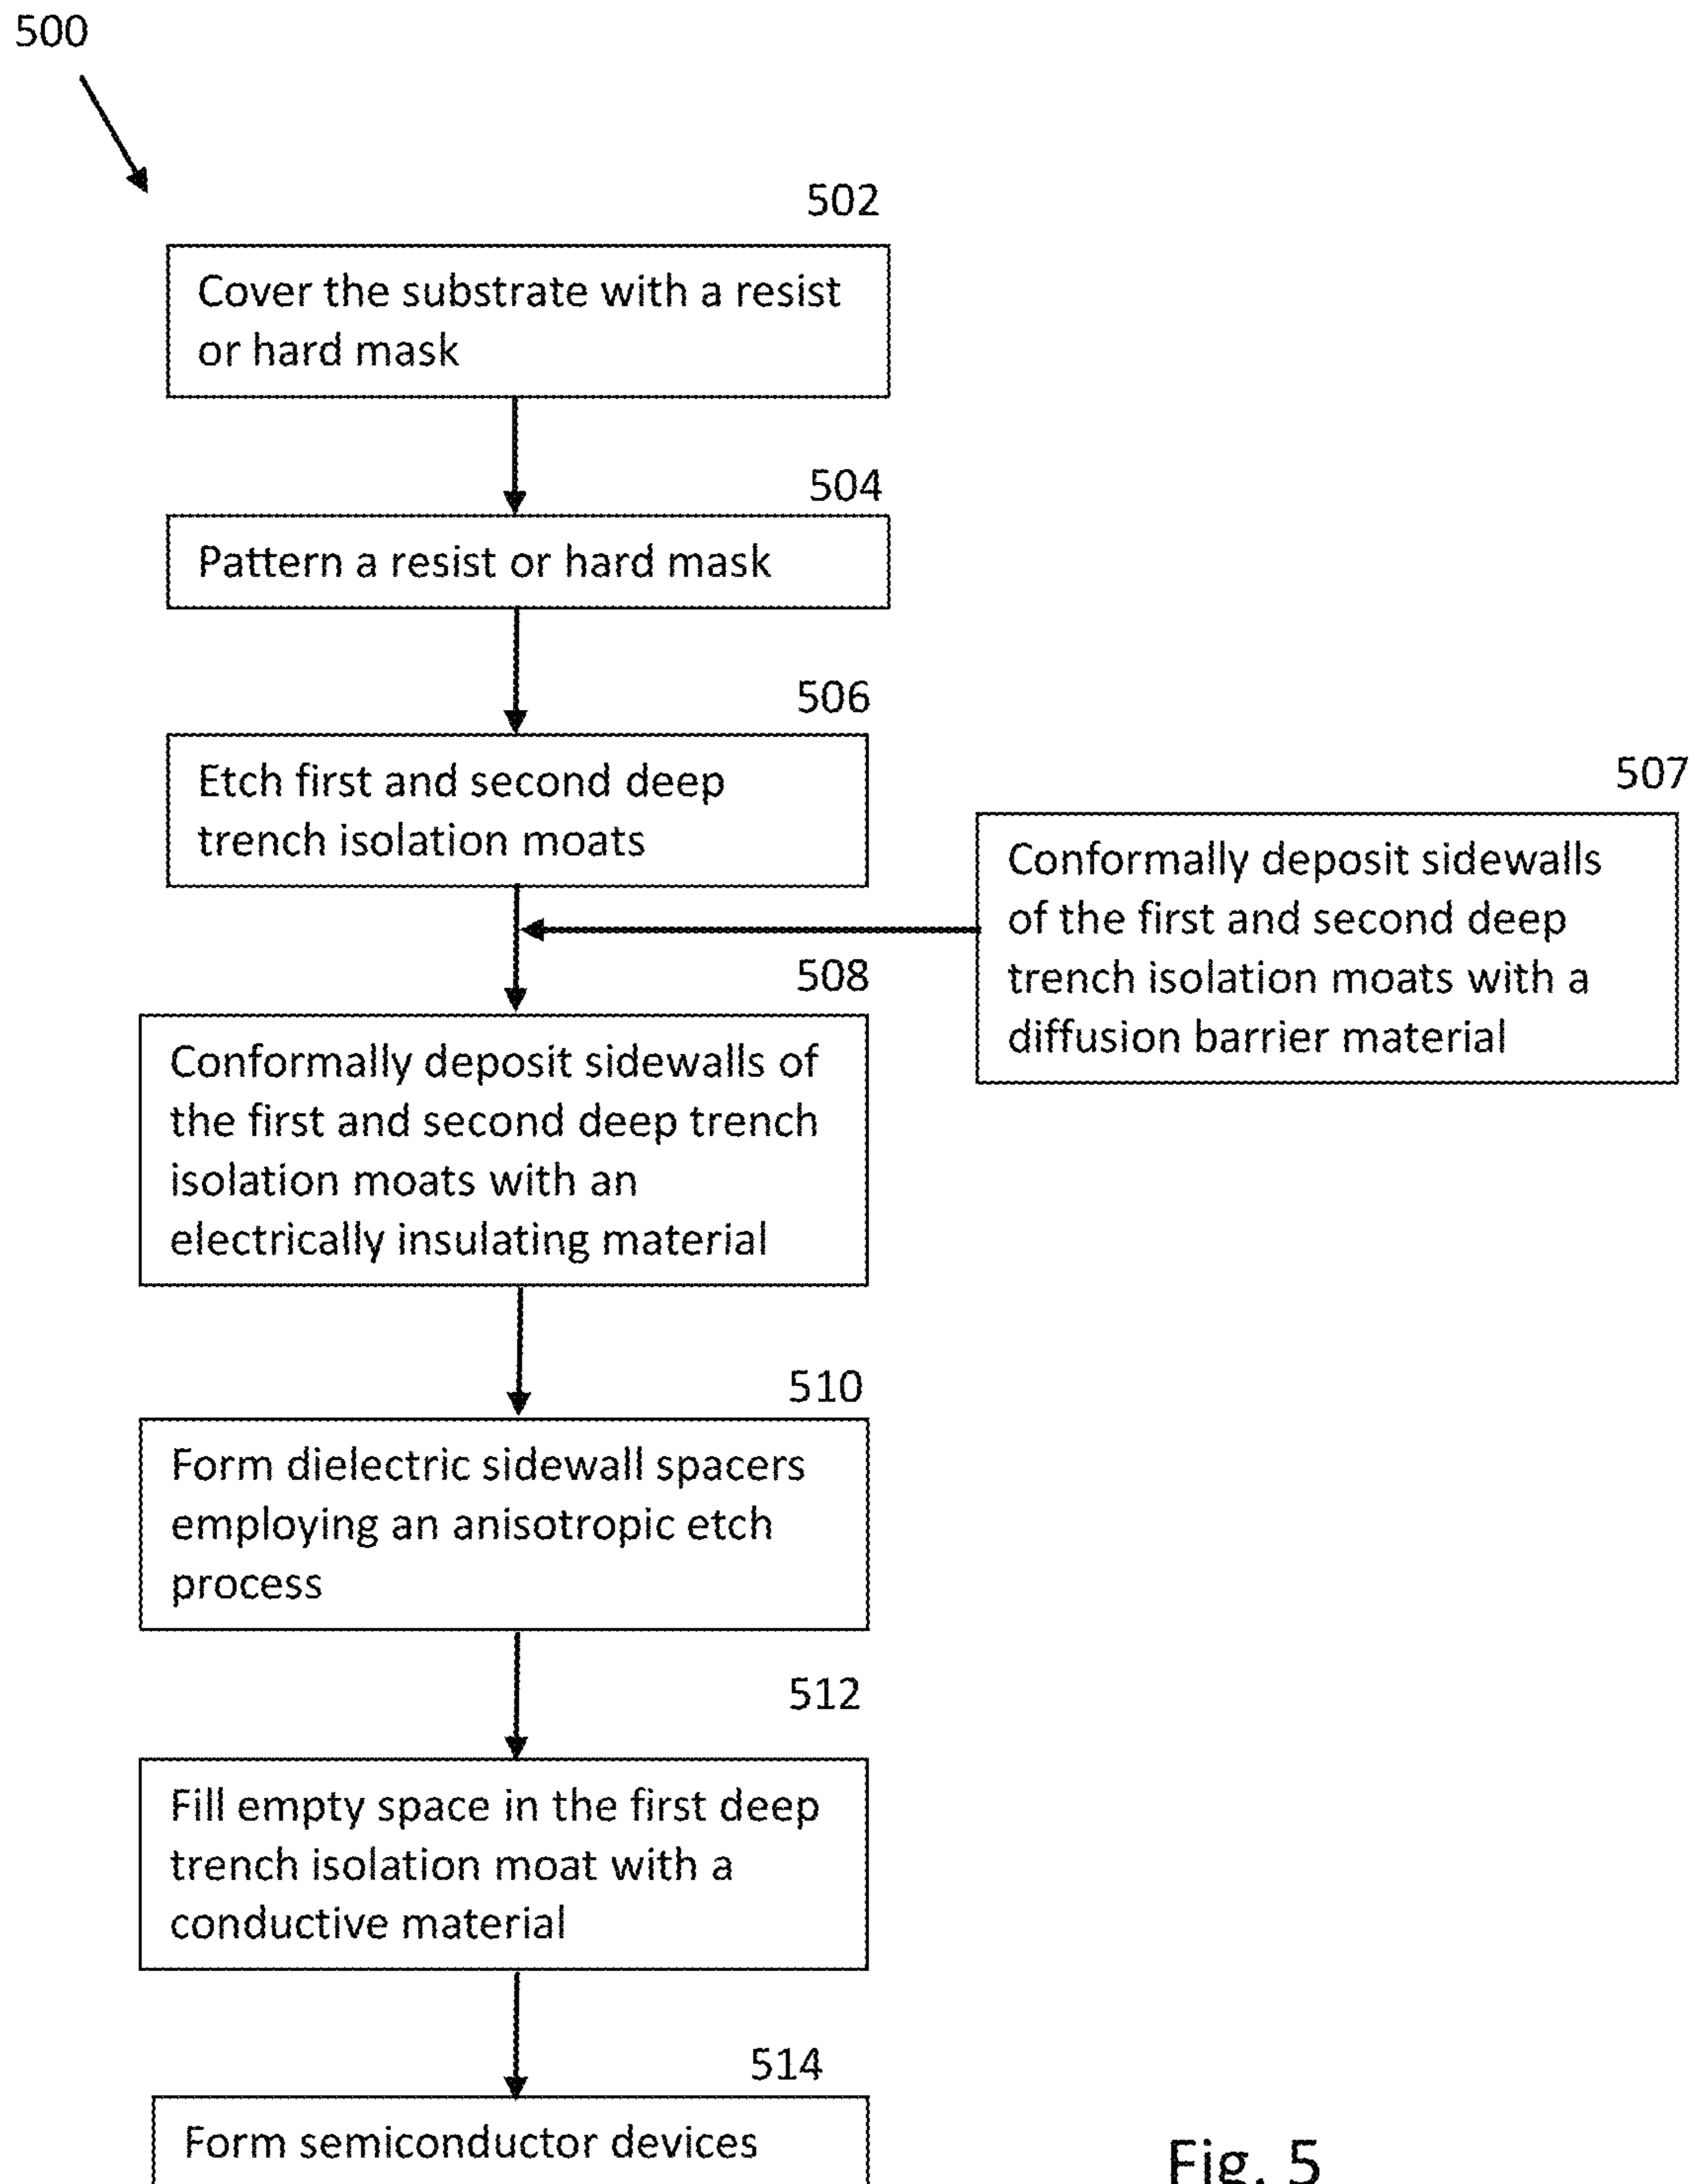 500
502
Cover the substrate with a resist
or hard mask
504
Pattern a resist or hard mask
506
Etch first and second deep
trench isolation moats
507
Conformally deposit sidewalls
of the first and second deep
trench isolation moats with a
diffusion barrier material
508
Conformally deposit sidewalls of
the first and second deep trench
isolation moats with an
electrically insulating material
510
Form dielectric sidewall spacers
employing an anisotropic etch
process
512
Fill empty space in the first deep
trench isolation moat with a
conductive material
514
Form semiconductor devices
Fig. 5